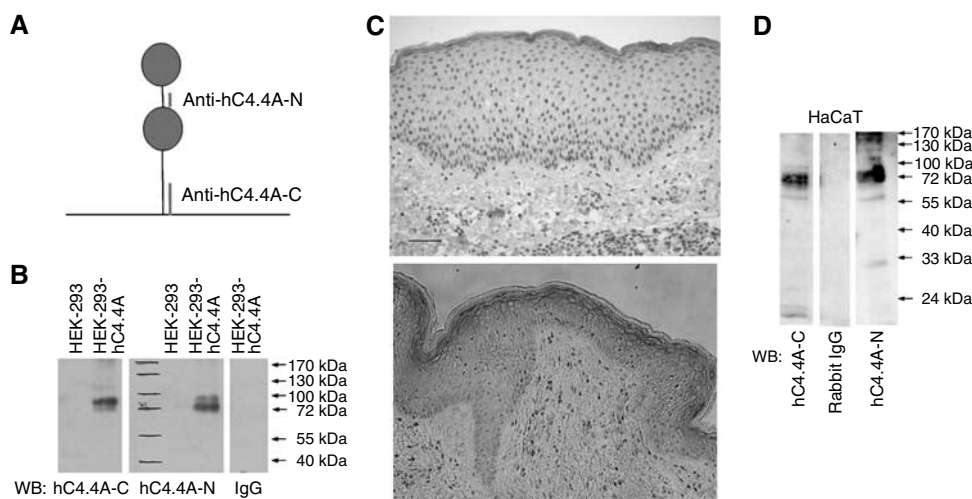 A
Anti-hC4.4A-N
Anti-hC4.4A-C
B
HEK-293
HEK-293-
hC4.4A
HEK-293
HEK-293-
hC4.4A
HEK-293-
hC4.4A
170 kDa
130 kDa
100 kDa
72 kDa
55 kDa
40 kDa
WB: hC4.4A-C hC4.4A-N IgG
C
D
HaCaT
170 kDa
130 kDa
100 kDa
72 kDa
55 kDa
40 kDa
33 kDa
24 kDa
WB:
hC4.4A-C
Rabbit IgG
hC4.4A-N